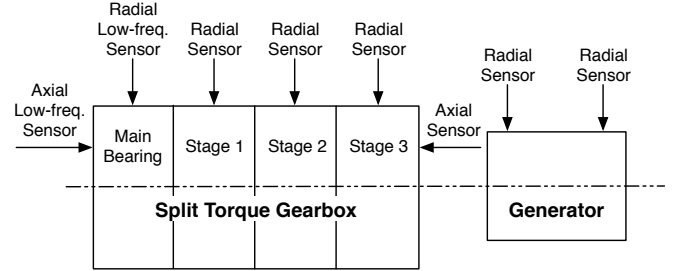 Radial
Low-freq.
Sensor
Radial
Sensor
Radial
Sensor
Radial
Sensor
Radial
Sensor
Radial
Sensor
Axial
Low-freq.
Sensor
Axial
Sensor
Main
Bearing
Stage 1
Stage 2
Stage 3
Split Torque Gearbox
Generator